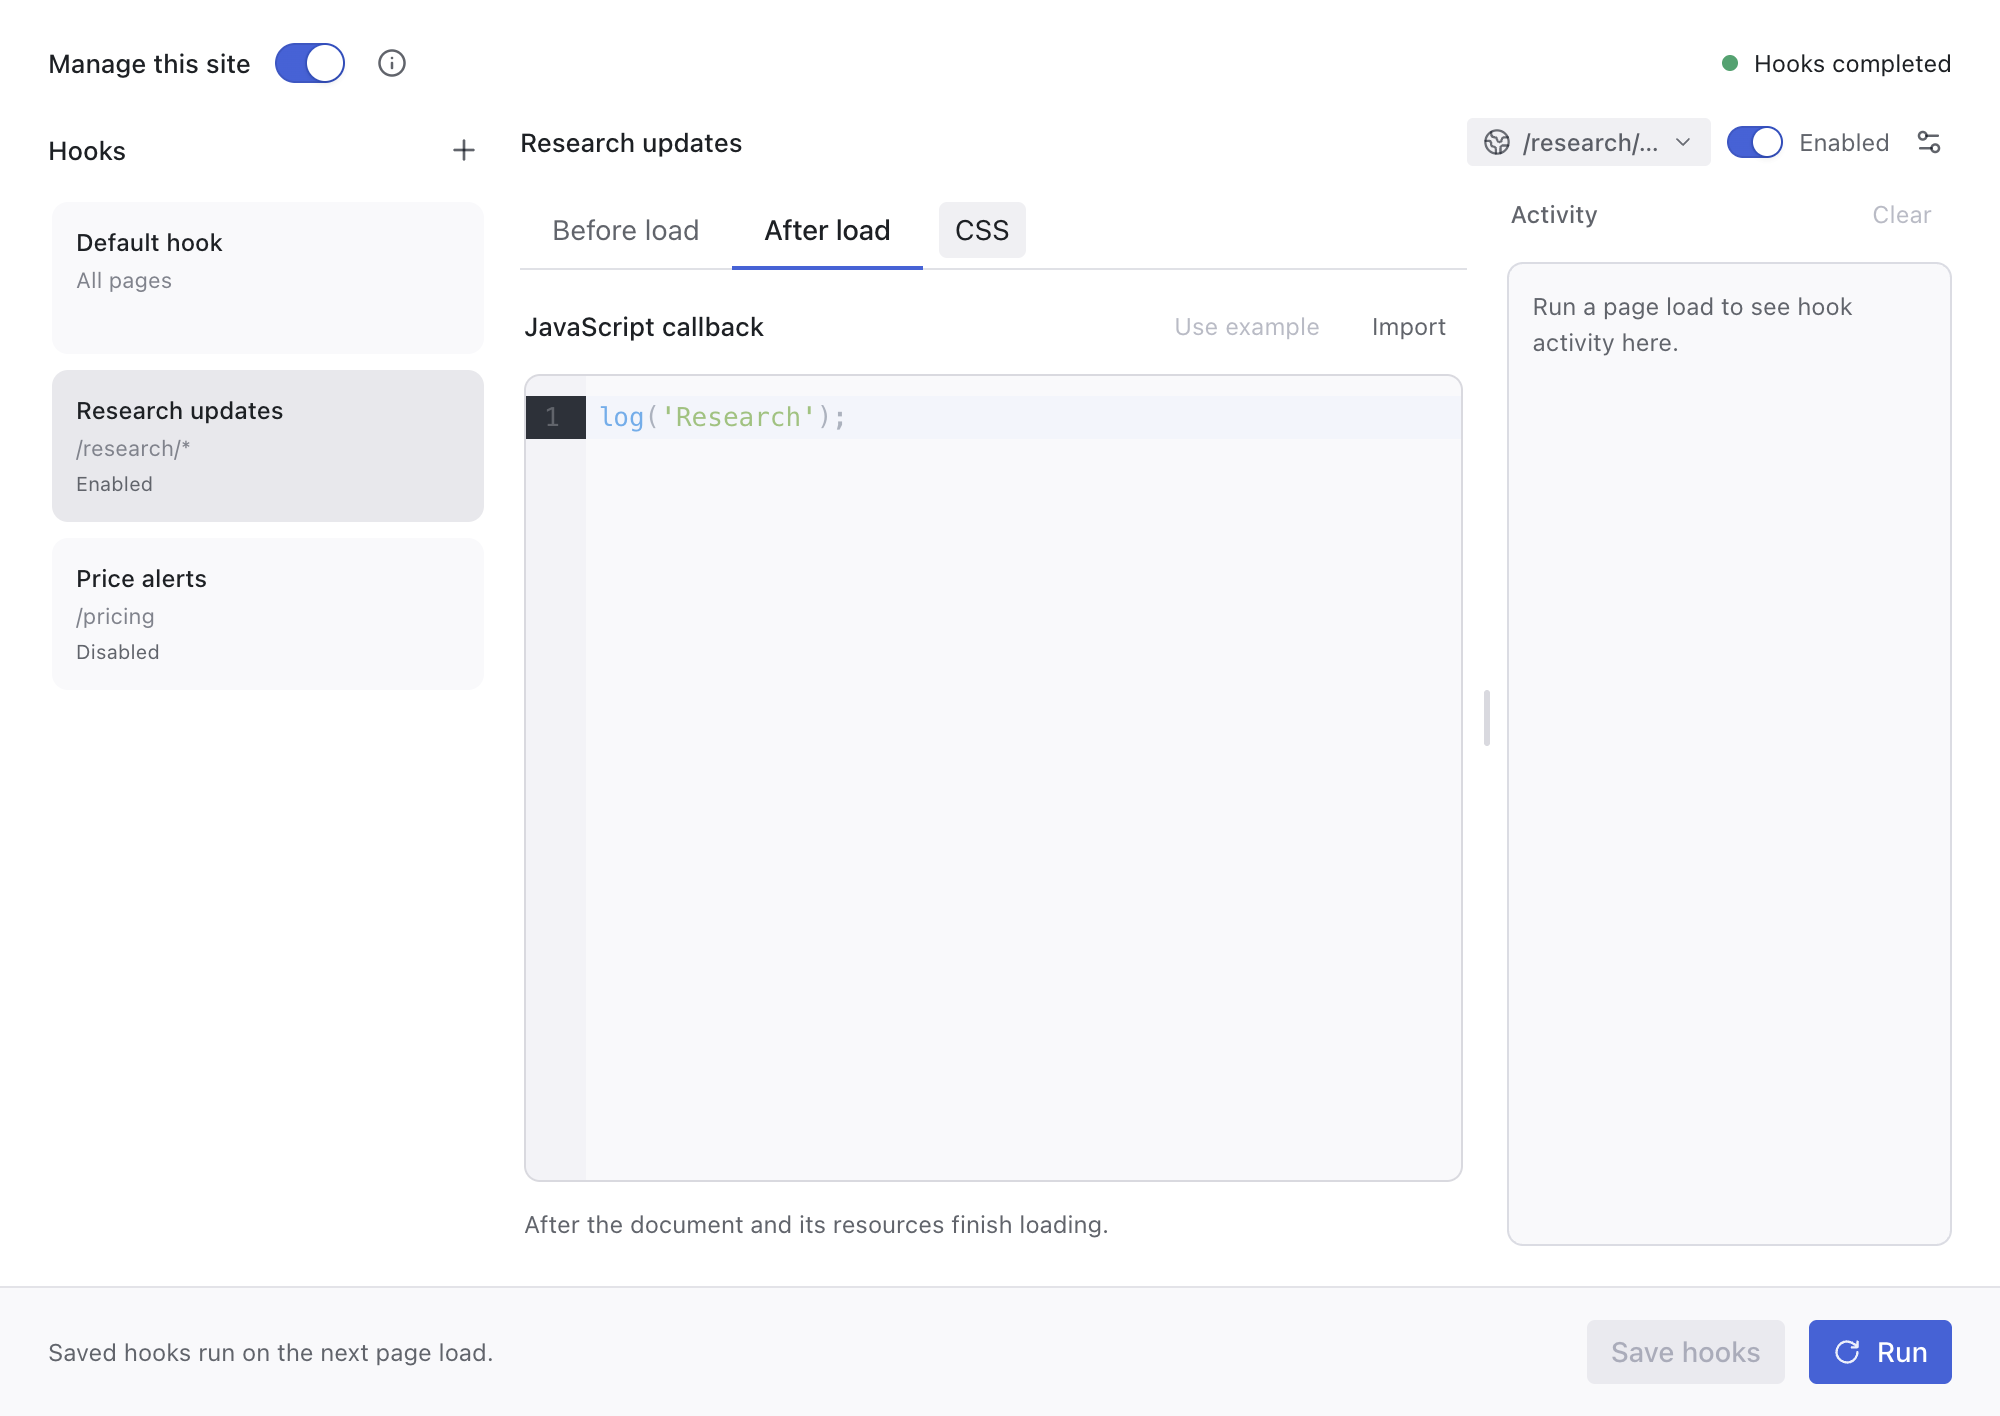 Manage this site
Hooks completed
Hooks
Default hook
All pages
Research updates
/research/*
Enabled
Price alerts
/pricing
Disabled
Research updates
/research/...
Enabled
Before load
After load
CSS
JavaScript callback
Use example
Import
1
log('Research');
After the document and its resources finish loading.
Activity
Clear
Run a page load to see hook
activity here.
Saved hooks run on the next page load.
Save hooks
Run